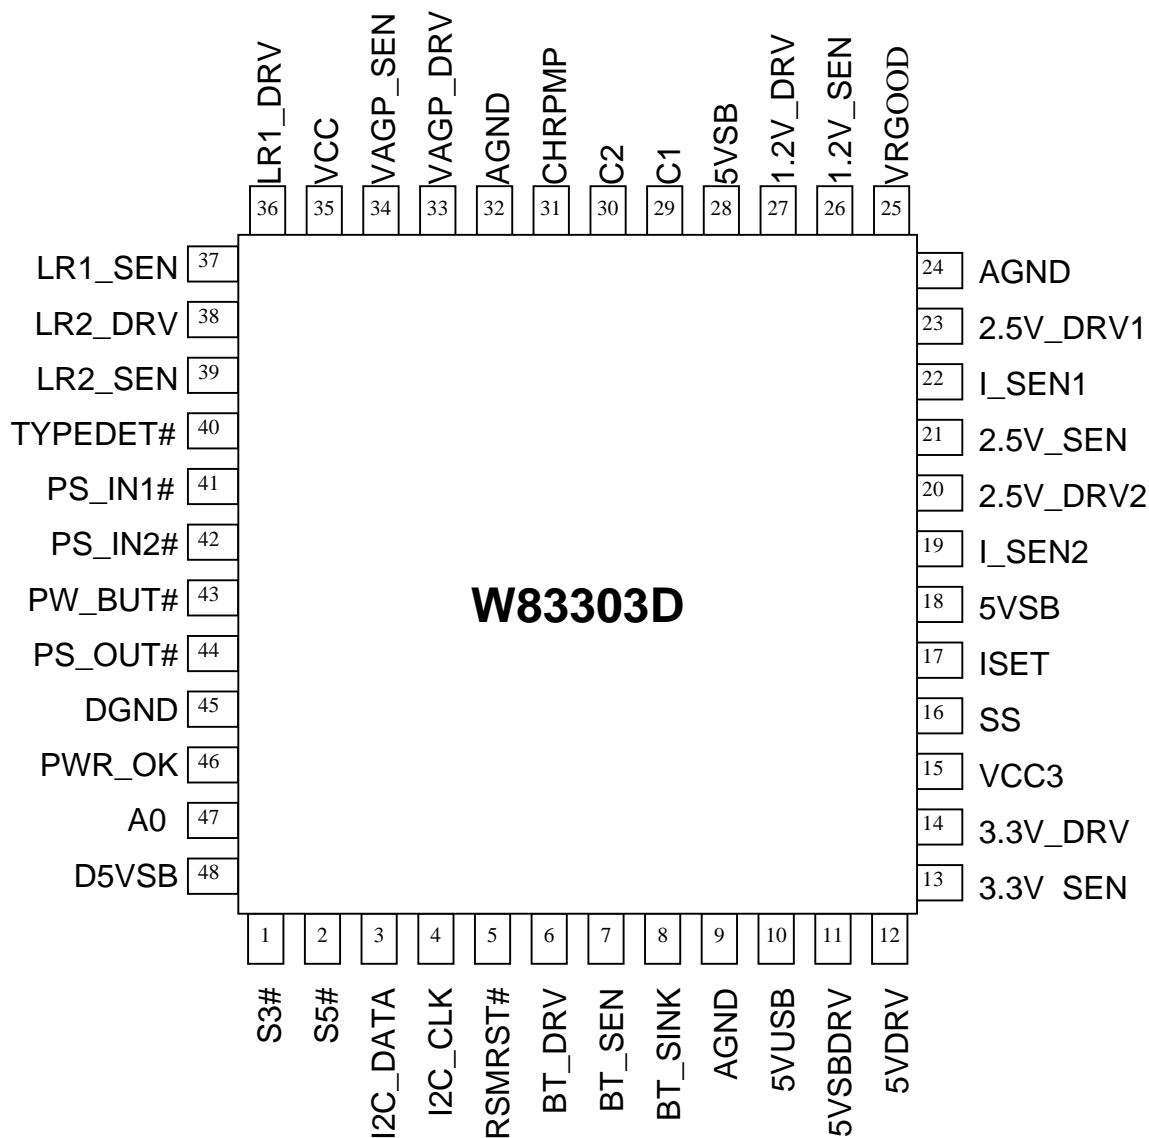 LR1_DRV
VCC
VAGP_SEN
VAGP_DRV
AGND
CHRPMP
C2
C1
5VSB
1.2V_DRV
1.2V_SEN
VRGOOD
36
35
34
33
32
31
30
29
28
27
26
25
LR1_SEN 37
LR2_DRV 38
LR2_SEN 39
TYPEDET# 40
PS_IN1# 41
PS_IN2# 42
PW_BUT# 43
PS_OUT# 44
DGND 45
PWR_OK 46
A0 47
D5VSB 48
W83303D
24 AGND
23 2.5V_DRV1
22 I_SEN1
21 2.5V_SEN
20 2.5V_DRV2
19 I_SEN2
18 5VSB
17 ISET
16 SS
15 VCC3
14 3.3V_DRV
13 3.3V SEN
1
2
3
4
5
6
7
8
9
10
11
12
S3#
S5#
I2C_DATA
I2C_CLK
RSMRST#
BT_DRV
BT_SEN
BT_SINK
AGND
5VUSB
5VSBDRV
5VDRV